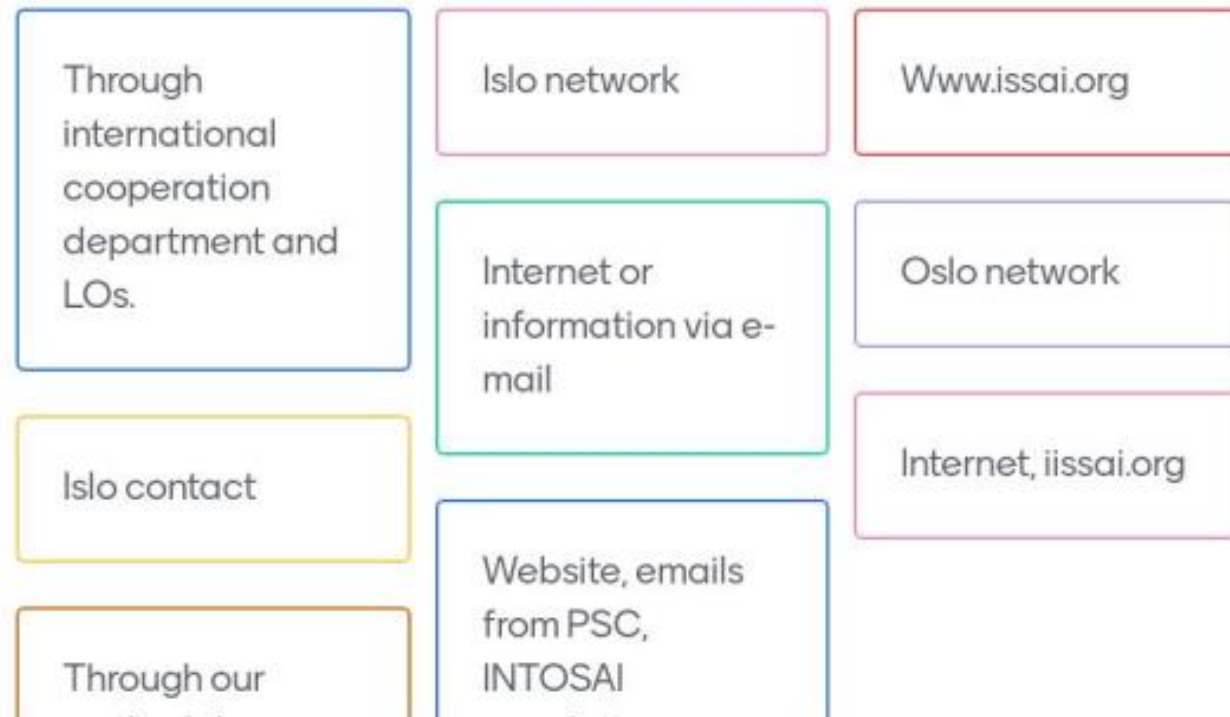 Through
international
cooperation
department and
LOs.
Islo contact
Through our
Islo network
Internet or
information via e-
mail
Website, emails
from PSC,
INTOSAI
Www.issai.org
Oslo network
Internet, iissai.org